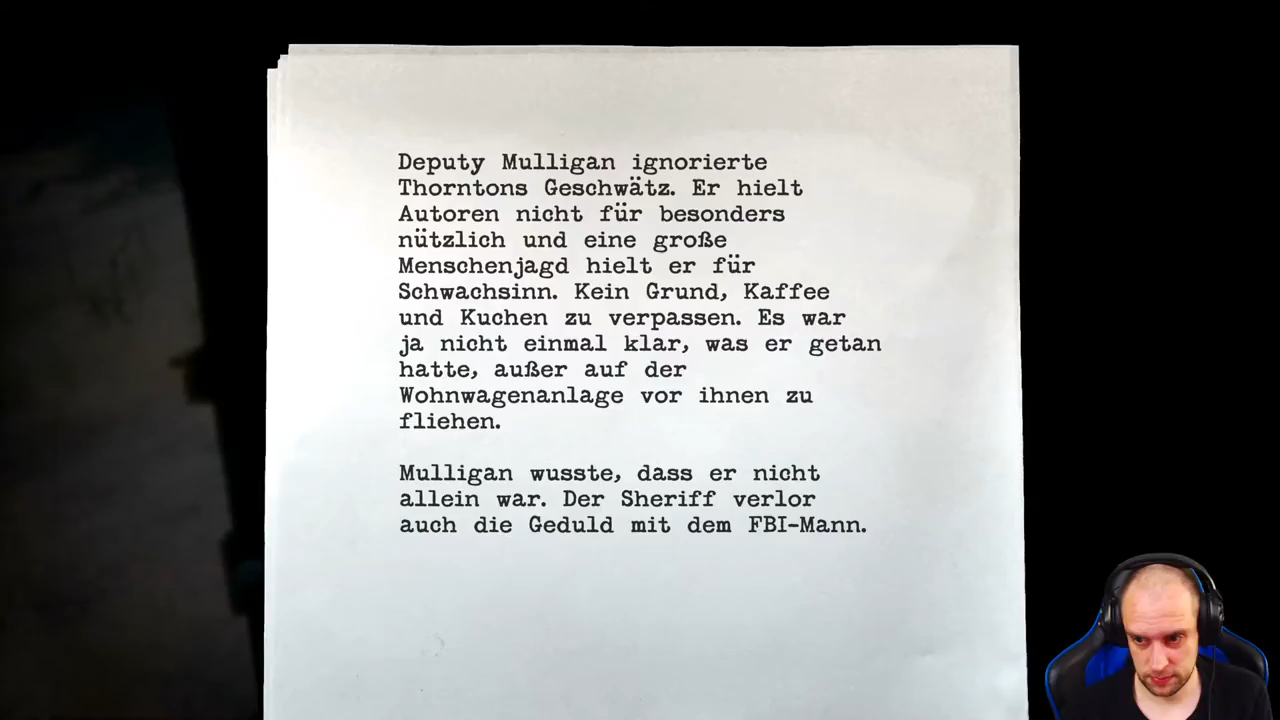 Deputy Mulligan ignorierte
Thorntons Geschwätz. Er hielt
Autoren nicht für besonders
nützlich und eine große
Menschenjagd hielt er für
Schwachsinn. Kein Grund, Kaffee
und Kuchen zu verpassen. Es war
ja nicht einmal klar, was er getan
hatte, außer auf der
Wohnwagenanlage vor ihnen zu
fliehen.
Mulligan wusste, dass er nicht
allein war. Der Sheriff verlor
auch die Geduld mit dem FBI-Mann.